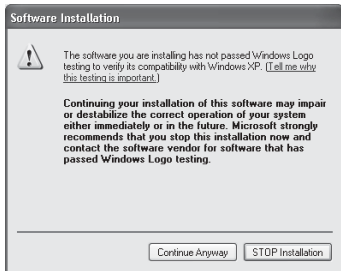 Software Installation
The software you are installing has not passed Windows Logo
testing to verify its compatibility with Windows XP. (Tell me why
this testing is important.)
Continuing your installation of this software may impair
or destabilize the correct operation of your system
either immediately or in the future. Microsoft strongly
recommends that you stop this installation now and
contact the software vendor for software that has
passed Windows Logo testing.
Continue Anyway
STOP Installation